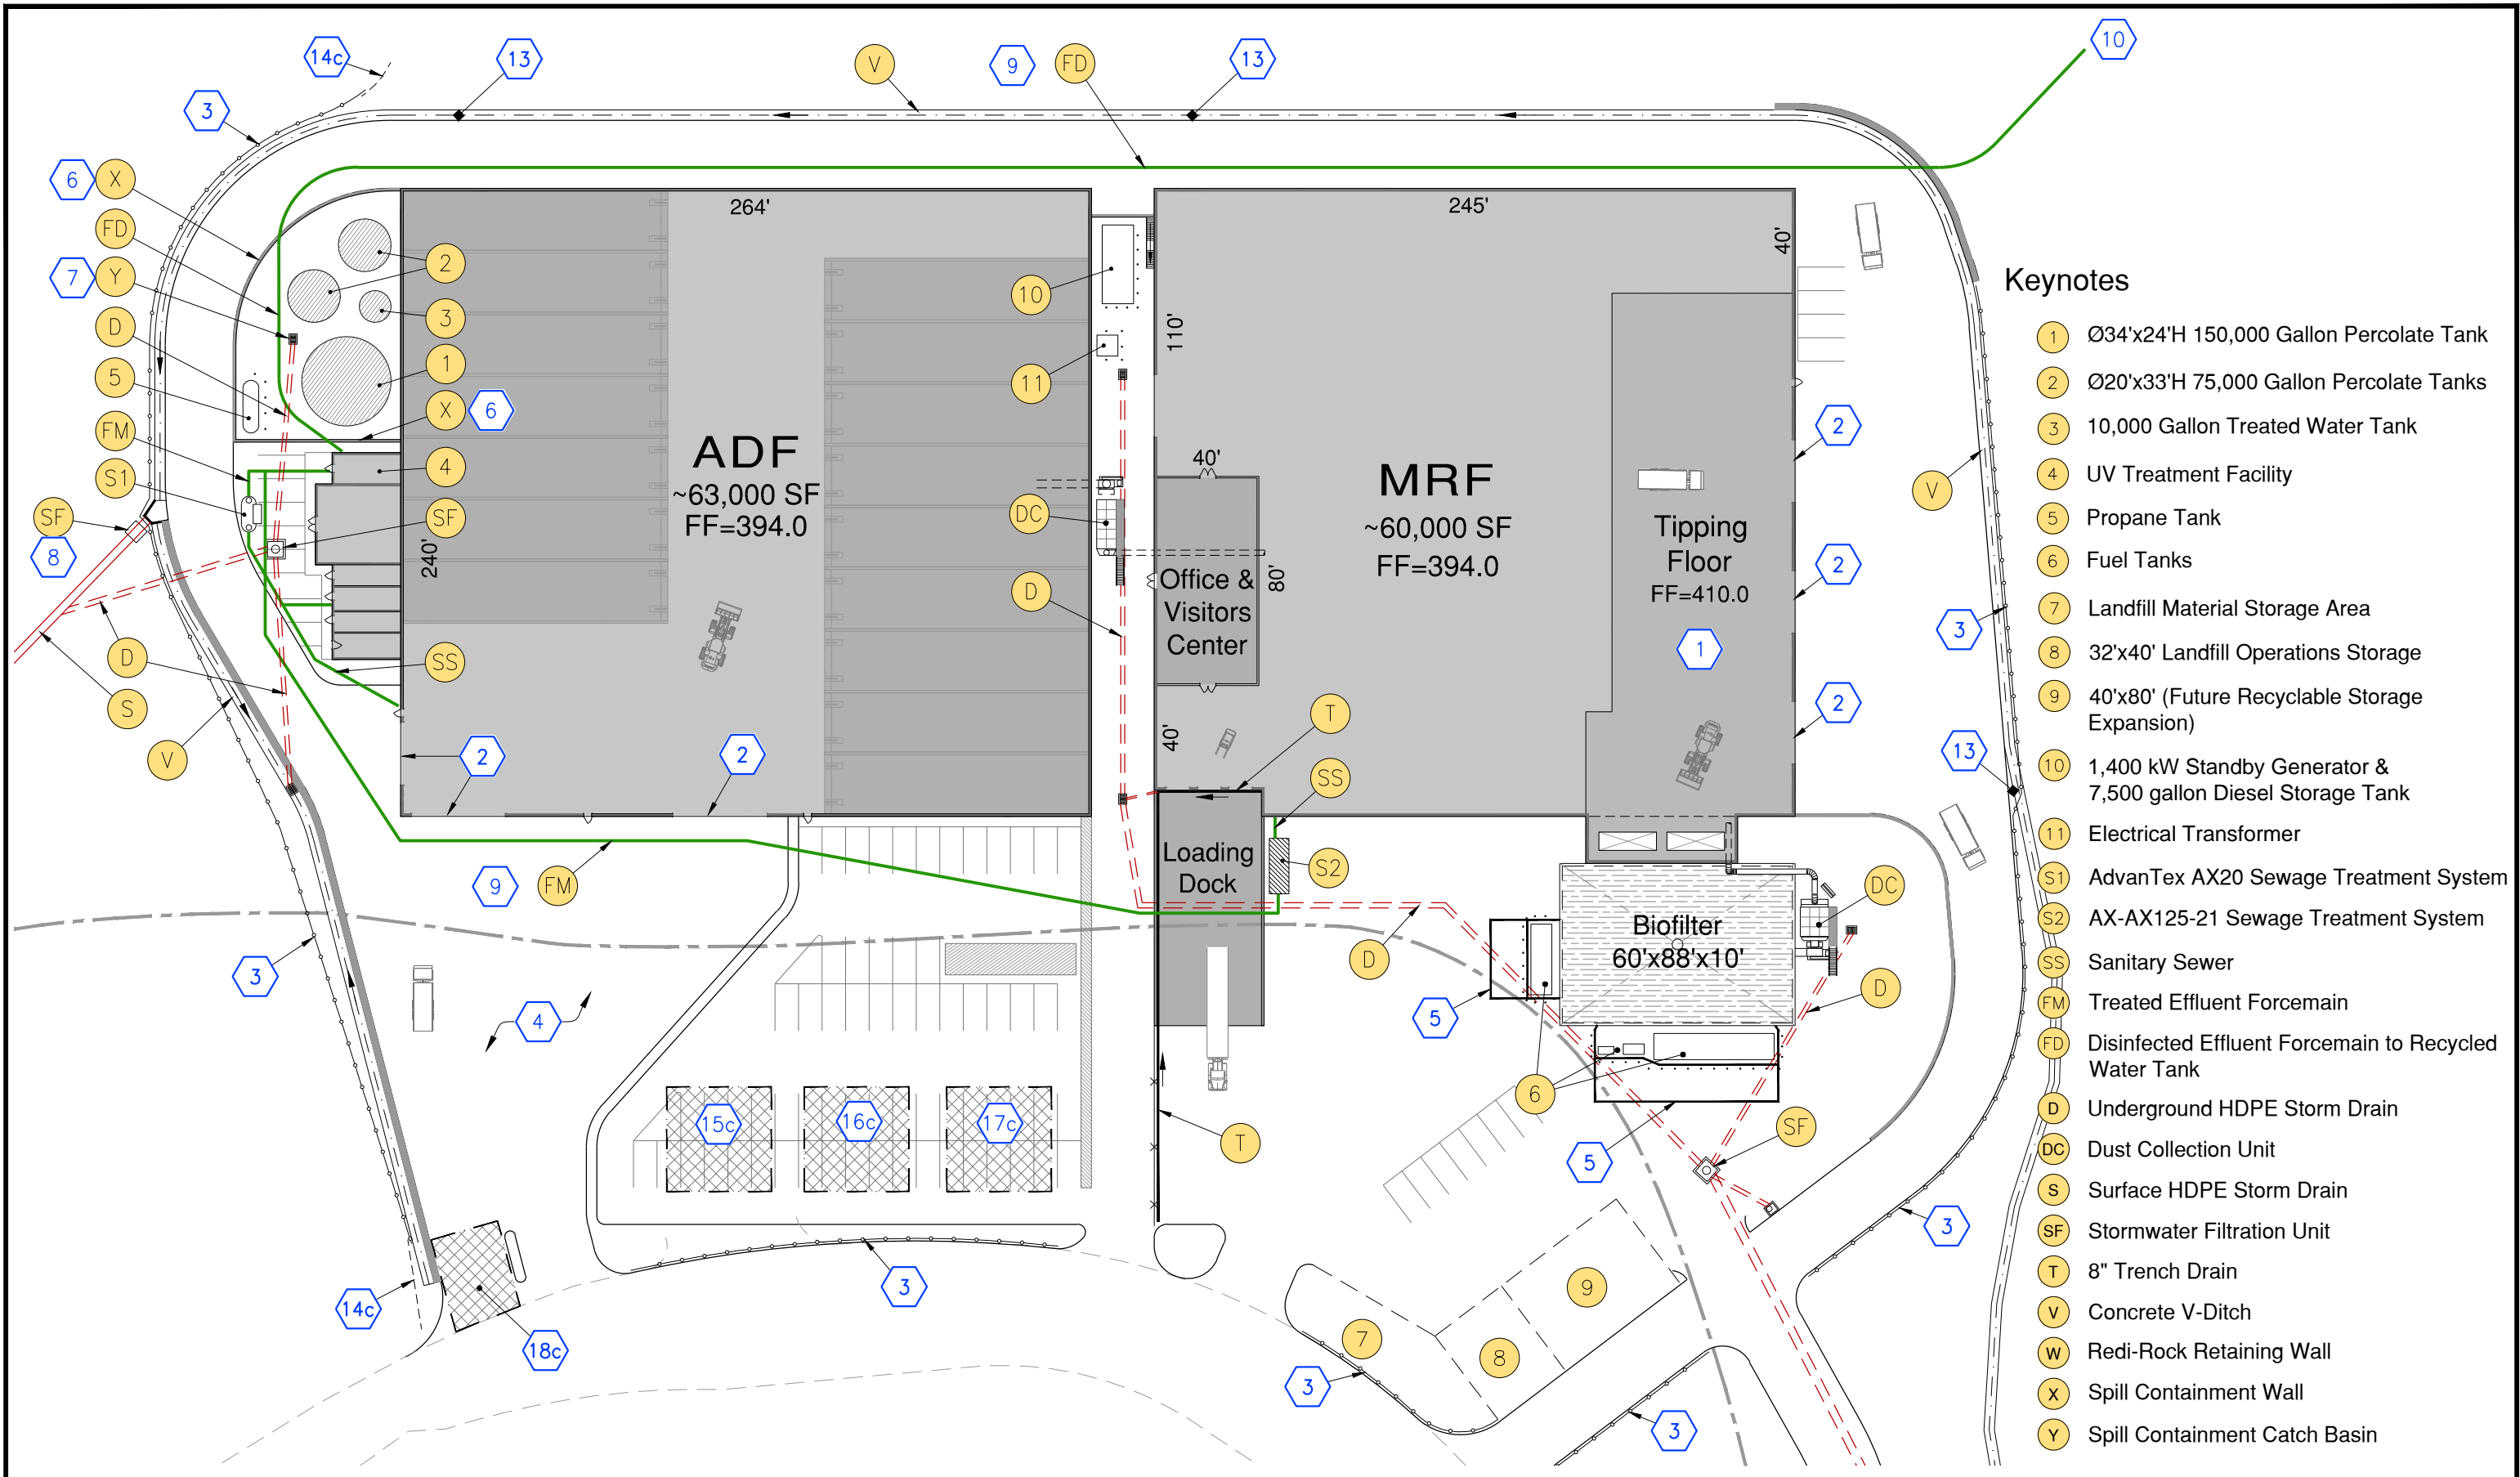 14c
13
V
9
FD
13
10
3
6
X
FD
7
Y
D
5
FM
S1
SF
8
264'
245'
40'
2
3
1
X
6
4
SF
10
11
110'
ADF
~63,000 SF
FF=394.0
240'
DC
D
40'
80'
Office &
Visitors
Center
MRF
~60,000 SF
FF=394.0
Tipping
Floor
FF=410.0
1
2
2
2
V
3
13
D
S
V
SS
2
2
40'
T
SS
S2
Loading
Dock
9
FM
3
4
D
Biofilter
60'x88'x10'
DC
D
5
6
5
SF
15c
16c
17c
T
3
3
14c
18c
7
8
9
3
3
Keynotes
1 Ø34'x24'H 150,000 Gallon Percolate Tank
2 Ø20'x33'H 75,000 Gallon Percolate Tanks
3 10,000 Gallon Treated Water Tank
4 UV Treatment Facility
5 Propane Tank
6 Fuel Tanks
7 Landfill Material Storage Area
8 32'x40' Landfill Operations Storage
9 40'x80' (Future Recyclable Storage
Expansion)
10 1,400 kW Standby Generator &
7,500 gallon Diesel Storage Tank
11 Electrical Transformer
S1 AdvanTex AX20 Sewage Treatment System
S2 AX-AX125-21 Sewage Treatment System
SS Sanitary Sewer
FM Treated Effluent Forcemain
FD Disinfected Effluent Forcemain to Recycled
Water Tank
D Underground HDPE Storm Drain
DC Dust Collection Unit
S Surface HDPE Storm Drain
SF Stormwater Filtration Unit
T 8" Trench Drain
V Concrete V-Ditch
W Redi-Rock Retaining Wall
X Spill Containment Wall
Y Spill Containment Catch Basin